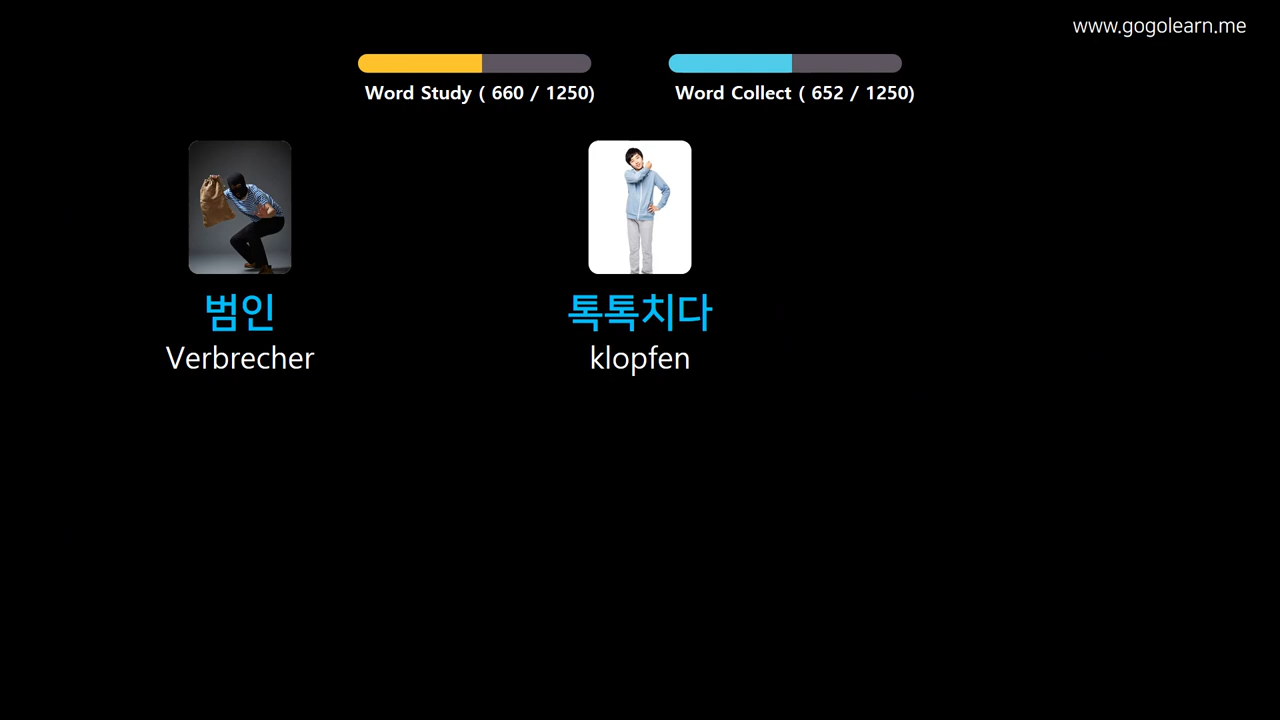 www.gogolearn.me
Word Study ( 660 / 1250)
Word Collect ( 652 / 1250)
범인
Verbrecher
톡톡치다
klopfen